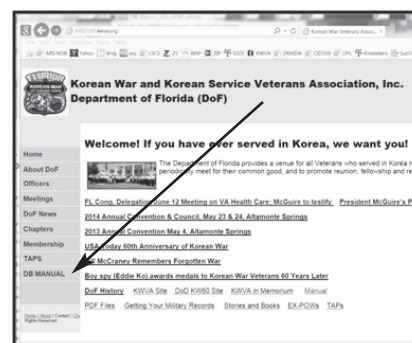 Korean War Veterans Assoc...
Korean War and Korean Service Veterans Association, Inc.
Department of Florida (DoF)
Welcome! If you have ever served in Korea, we want you!
The Department of Florida provides a venue for all Veterans who served in Korea
periodically meet for their common good, and to promote reunion, fellowship and
Home
About DoF
Officers
Meetings
DoF News
Chapters
Membership
TAPS
DB MANUAL
FL Cong. Delegation June 12 Meeting on VA Health Care; McGuire to testify President McGuire's P
2014 Annual Convention & Council, May 23 & 24, Altamonte Springs
2013 Annual Convention May 4, Altamonte Springs
USA Today 60th Anniversary of Korean War
McCraney Remembers Forgotten War
Boy spy (Eddie Ko) awards medals to Korean War Veterans 60 Years Later
DoF History KWVA Site DoD KW60 Site KWVA in Memorium Manual
PDF Files Getting Your Military Records Stories and Books EX-POWs TAPs
Rights Reserved